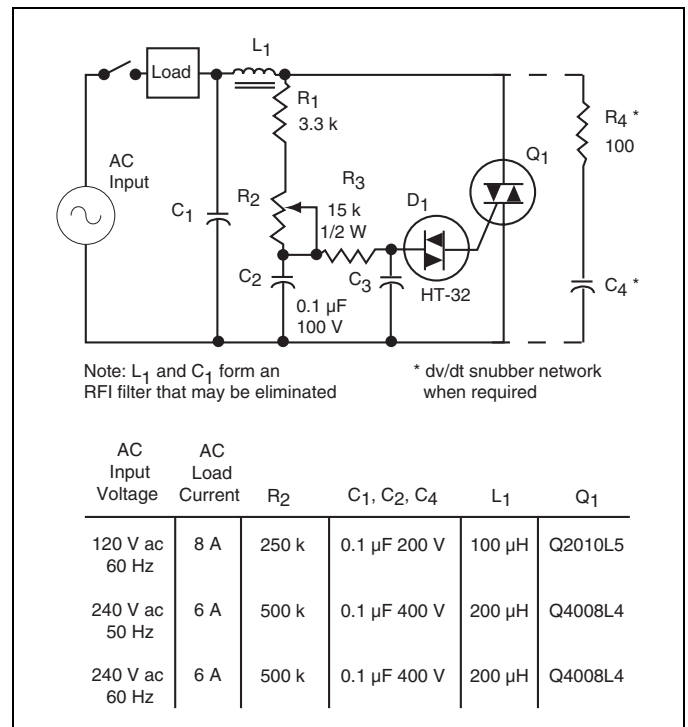 L1
Load
R1
3.3 k
R4 *
100
AC
Input
Q1
R3
15 k
1/2 W
D1
R2
C1
C2
0.1 µF
100 V
C3
HT-32
C4 *
Note: L1 and C1 form an
RFI filter that may be eliminated
* dv/dt snubber network
when required
AC
Input
Voltage
AC
Load
Current
R2
C1, C2, C4
L1
Q1
120 V ac
60 Hz
8 A
250 k
0.1 µF 200 V
100 µH
Q2010L5
240 V ac
50 Hz
6 A
500 k
0.1 µF 400 V
200 µH
Q4008L4
240 V ac
60 Hz
6 A
500 k
0.1 µF 400 V
200 µH
Q4008L4